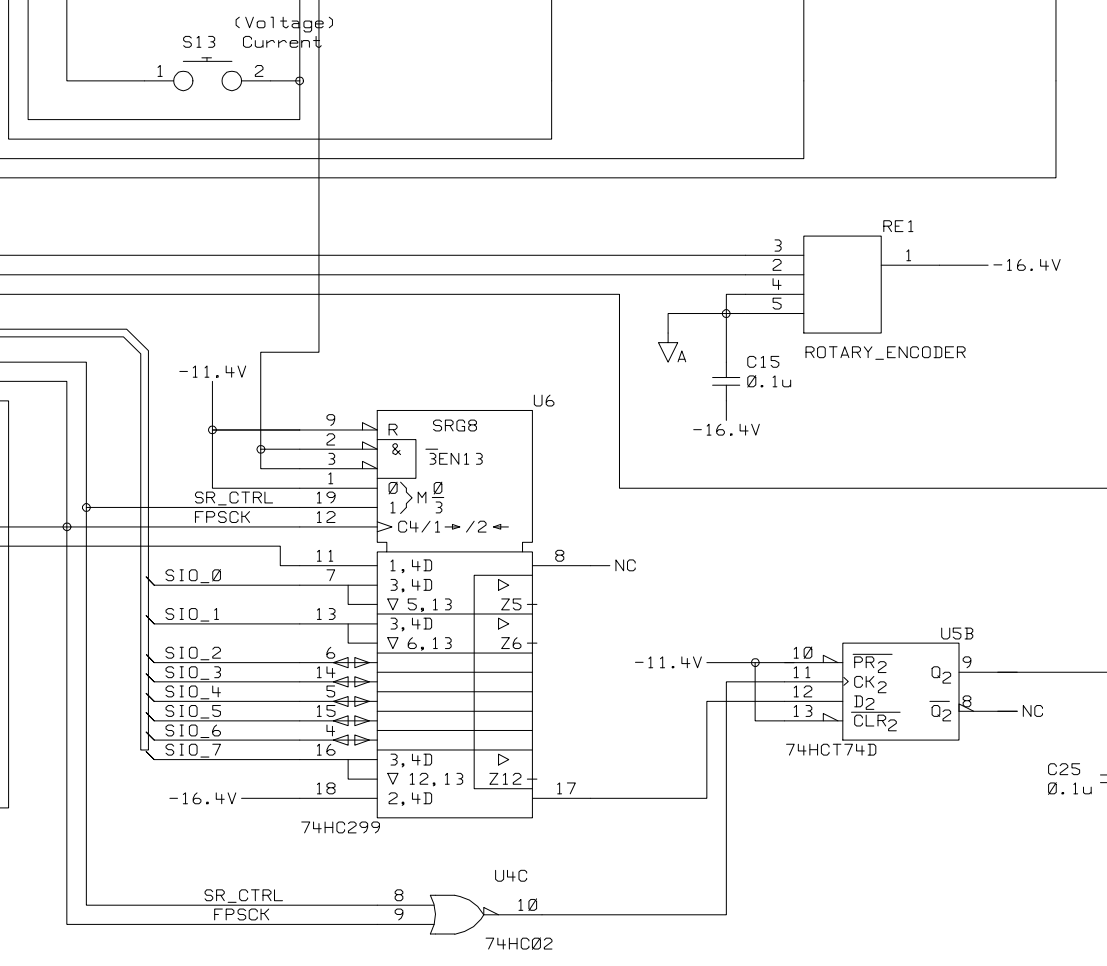 (Voltage)
S13 Current
1 2
RE1
3
2 1 -16.4V
4
5
A
ROTARY_ENCODER
C15
0.1u
-16.4V
-11.4V
U6
9 R SRG8
2 &
3 3EN13
1 0 M 0
SR_CTRL 19 1 3
FPSCK 12 C4/1 /2
11 1,4D 8 NC
SIO_0 7 3,4D
5,13 Z5
SIO_1 13 3,4D
6,13 Z6
SIO_2 6
SIO_3 14
SIO_4 5
SIO_5 15
SIO_6 4
SIO_7 16 3,4D
12,13 Z12
-16.4V 18 2,4D 17
74HC299
U5B
-11.4V 10 PR2 Q2 9
11 CK2
12 D2 Q2 8 NC
13 CLR2
74HCT74D
C25
0.1u
U4C
SR_CTRL 8
FPSCK 9 10
74HC02